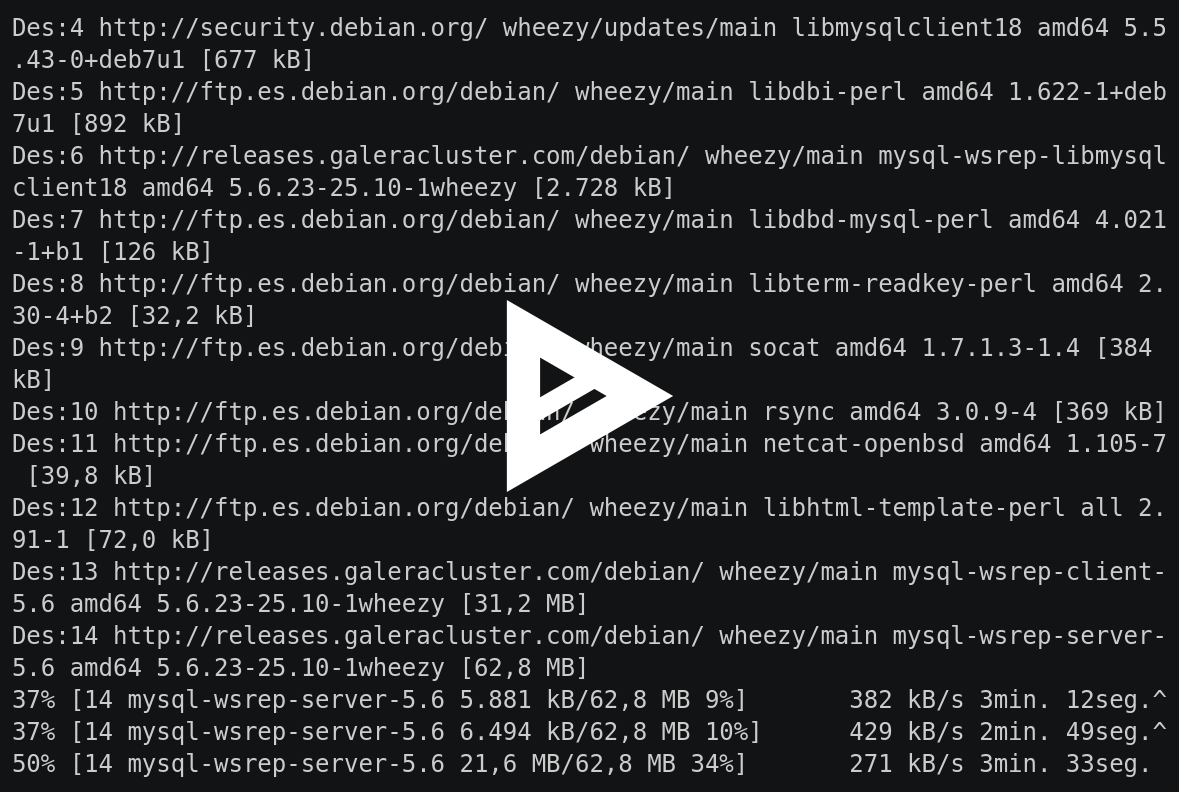 Des:4 http://security.debian.org/ wheezy/updates/main libmysqlclient18 amd64 5.5
.43-0+deb7u1 [677 kB]
Des:5 http://ftp.es.debian.org/debian/ wheezy/main libdbi-perl amd64 1.622-1+deb
7u1 [892 kB]
Des:6 http://releases.galeracluster.com/debian/ wheezy/main mysql-wsrep-libmysql
client18 amd64 5.6.23-25.10-1wheezy [2.728 kB]
Des:7 http://ftp.es.debian.org/debian/ wheezy/main libdbd-mysql-perl amd64 4.021
-1+b1 [126 kB]
Des:8 http://ftp.es.debian.org/debian/ wheezy/main libterm-readkey-perl amd64 2.
30-4+b2 [32,2 kB]
Des:9 http://ftp.es.debian.org/debian/ wheezy/main socat amd64 1.7.1.3-1.4 [384
kB]
Des:10 http://ftp.es.debian.org/debian/ wheezy/main rsync amd64 3.0.9-4 [369 kB]
Des:11 http://ftp.es.debian.org/debian/ wheezy/main netcat-openbsd amd64 1.105-7
 [39,8 kB]
Des:12 http://ftp.es.debian.org/debian/ wheezy/main libhtml-template-perl all 2.
91-1 [72,0 kB]
Des:13 http://releases.galeracluster.com/debian/ wheezy/main mysql-wsrep-client-
5.6 amd64 5.6.23-25.10-1wheezy [31,2 MB]
Des:14 http://releases.galeracluster.com/debian/ wheezy/main mysql-wsrep-server-
5.6 amd64 5.6.23-25.10-1wheezy [62,8 MB]
37% [14 mysql-wsrep-server-5.6 5.881 kB/62,8 MB 9%]       382 kB/s 3min. 12seg.^
37% [14 mysql-wsrep-server-5.6 6.494 kB/62,8 MB 10%]      429 kB/s 2min. 49seg.^
50% [14 mysql-wsrep-server-5.6 21,6 MB/62,8 MB 34%]       271 kB/s 3min. 33seg.